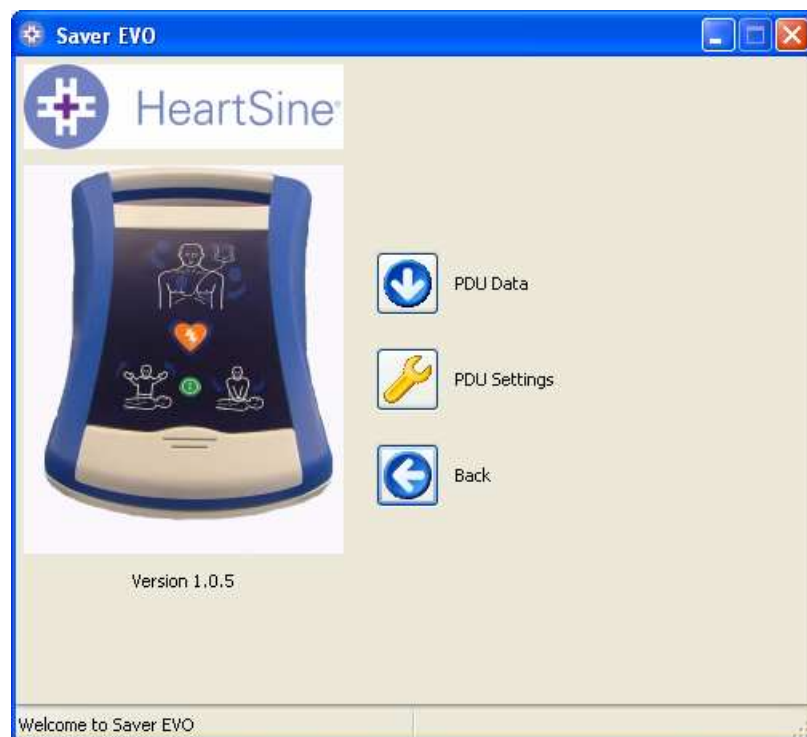 Saver EVO
HeartSine®
PDU Data
PDU Settings
Back
Version 1.0.5
Welcome to Saver EVO